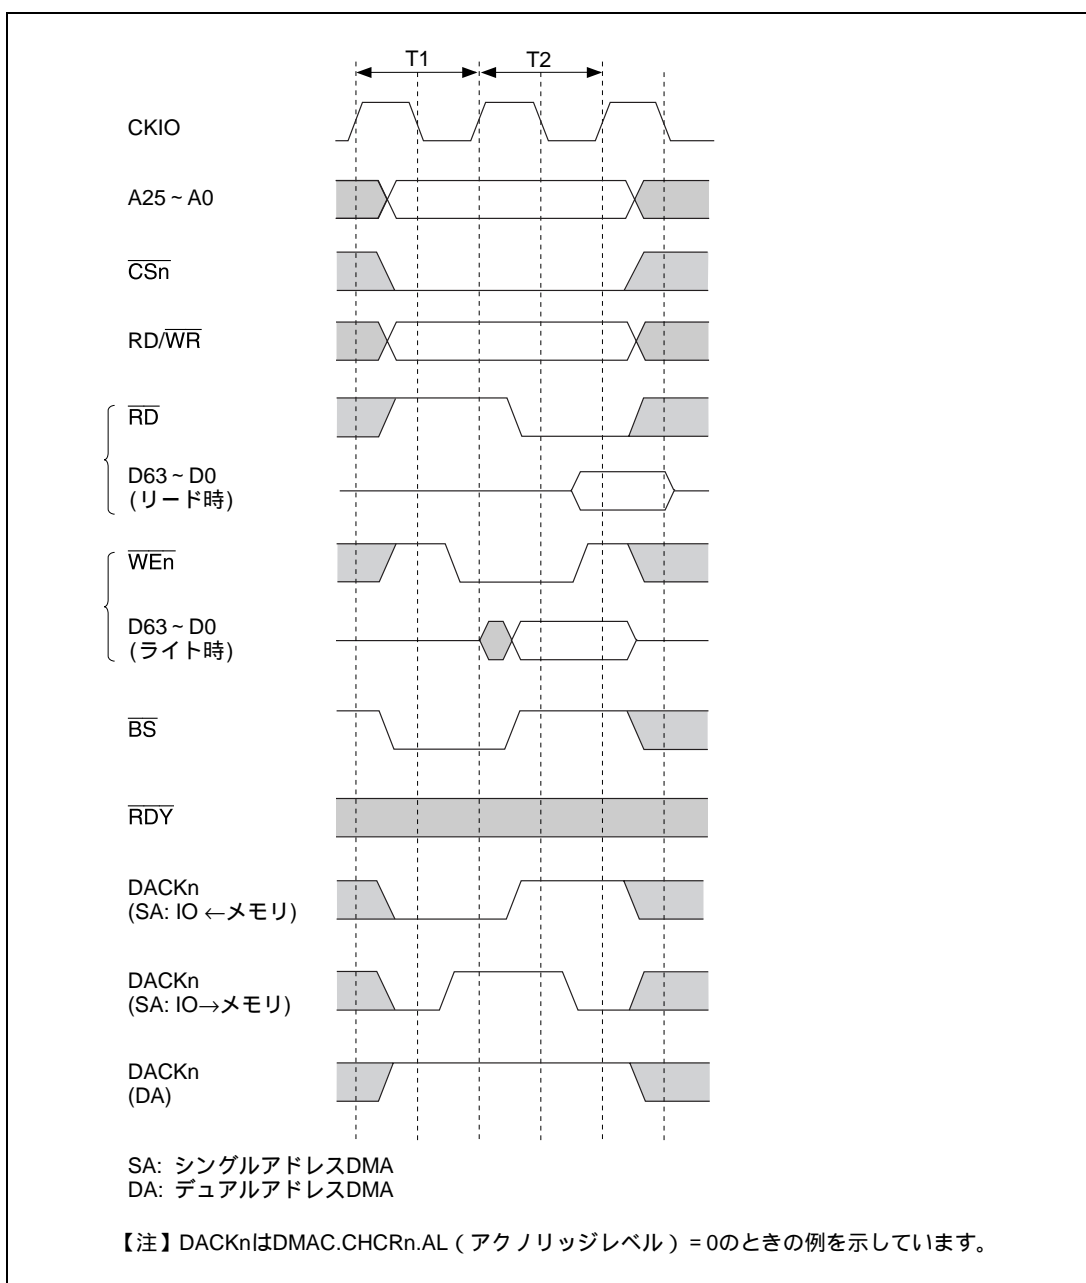 T1 T2
CKIO
A25 ~ A0
CSn
RD/WR
RD
D63 ~ D0
(リード時)
WEn
D63 ~ D0
(ライト時)
BS
RDY
DACKn
(SA: IO ←メモリ)
DACKn
(SA: IO→メモリ)
DACKn
(DA)
SA: シングルアドレスDMA
DA: デュアルアドレスDMA
【注】DACKnはDMAC.CHCRn.AL(アクノリッジレベル)= 0のときの例を示しています。